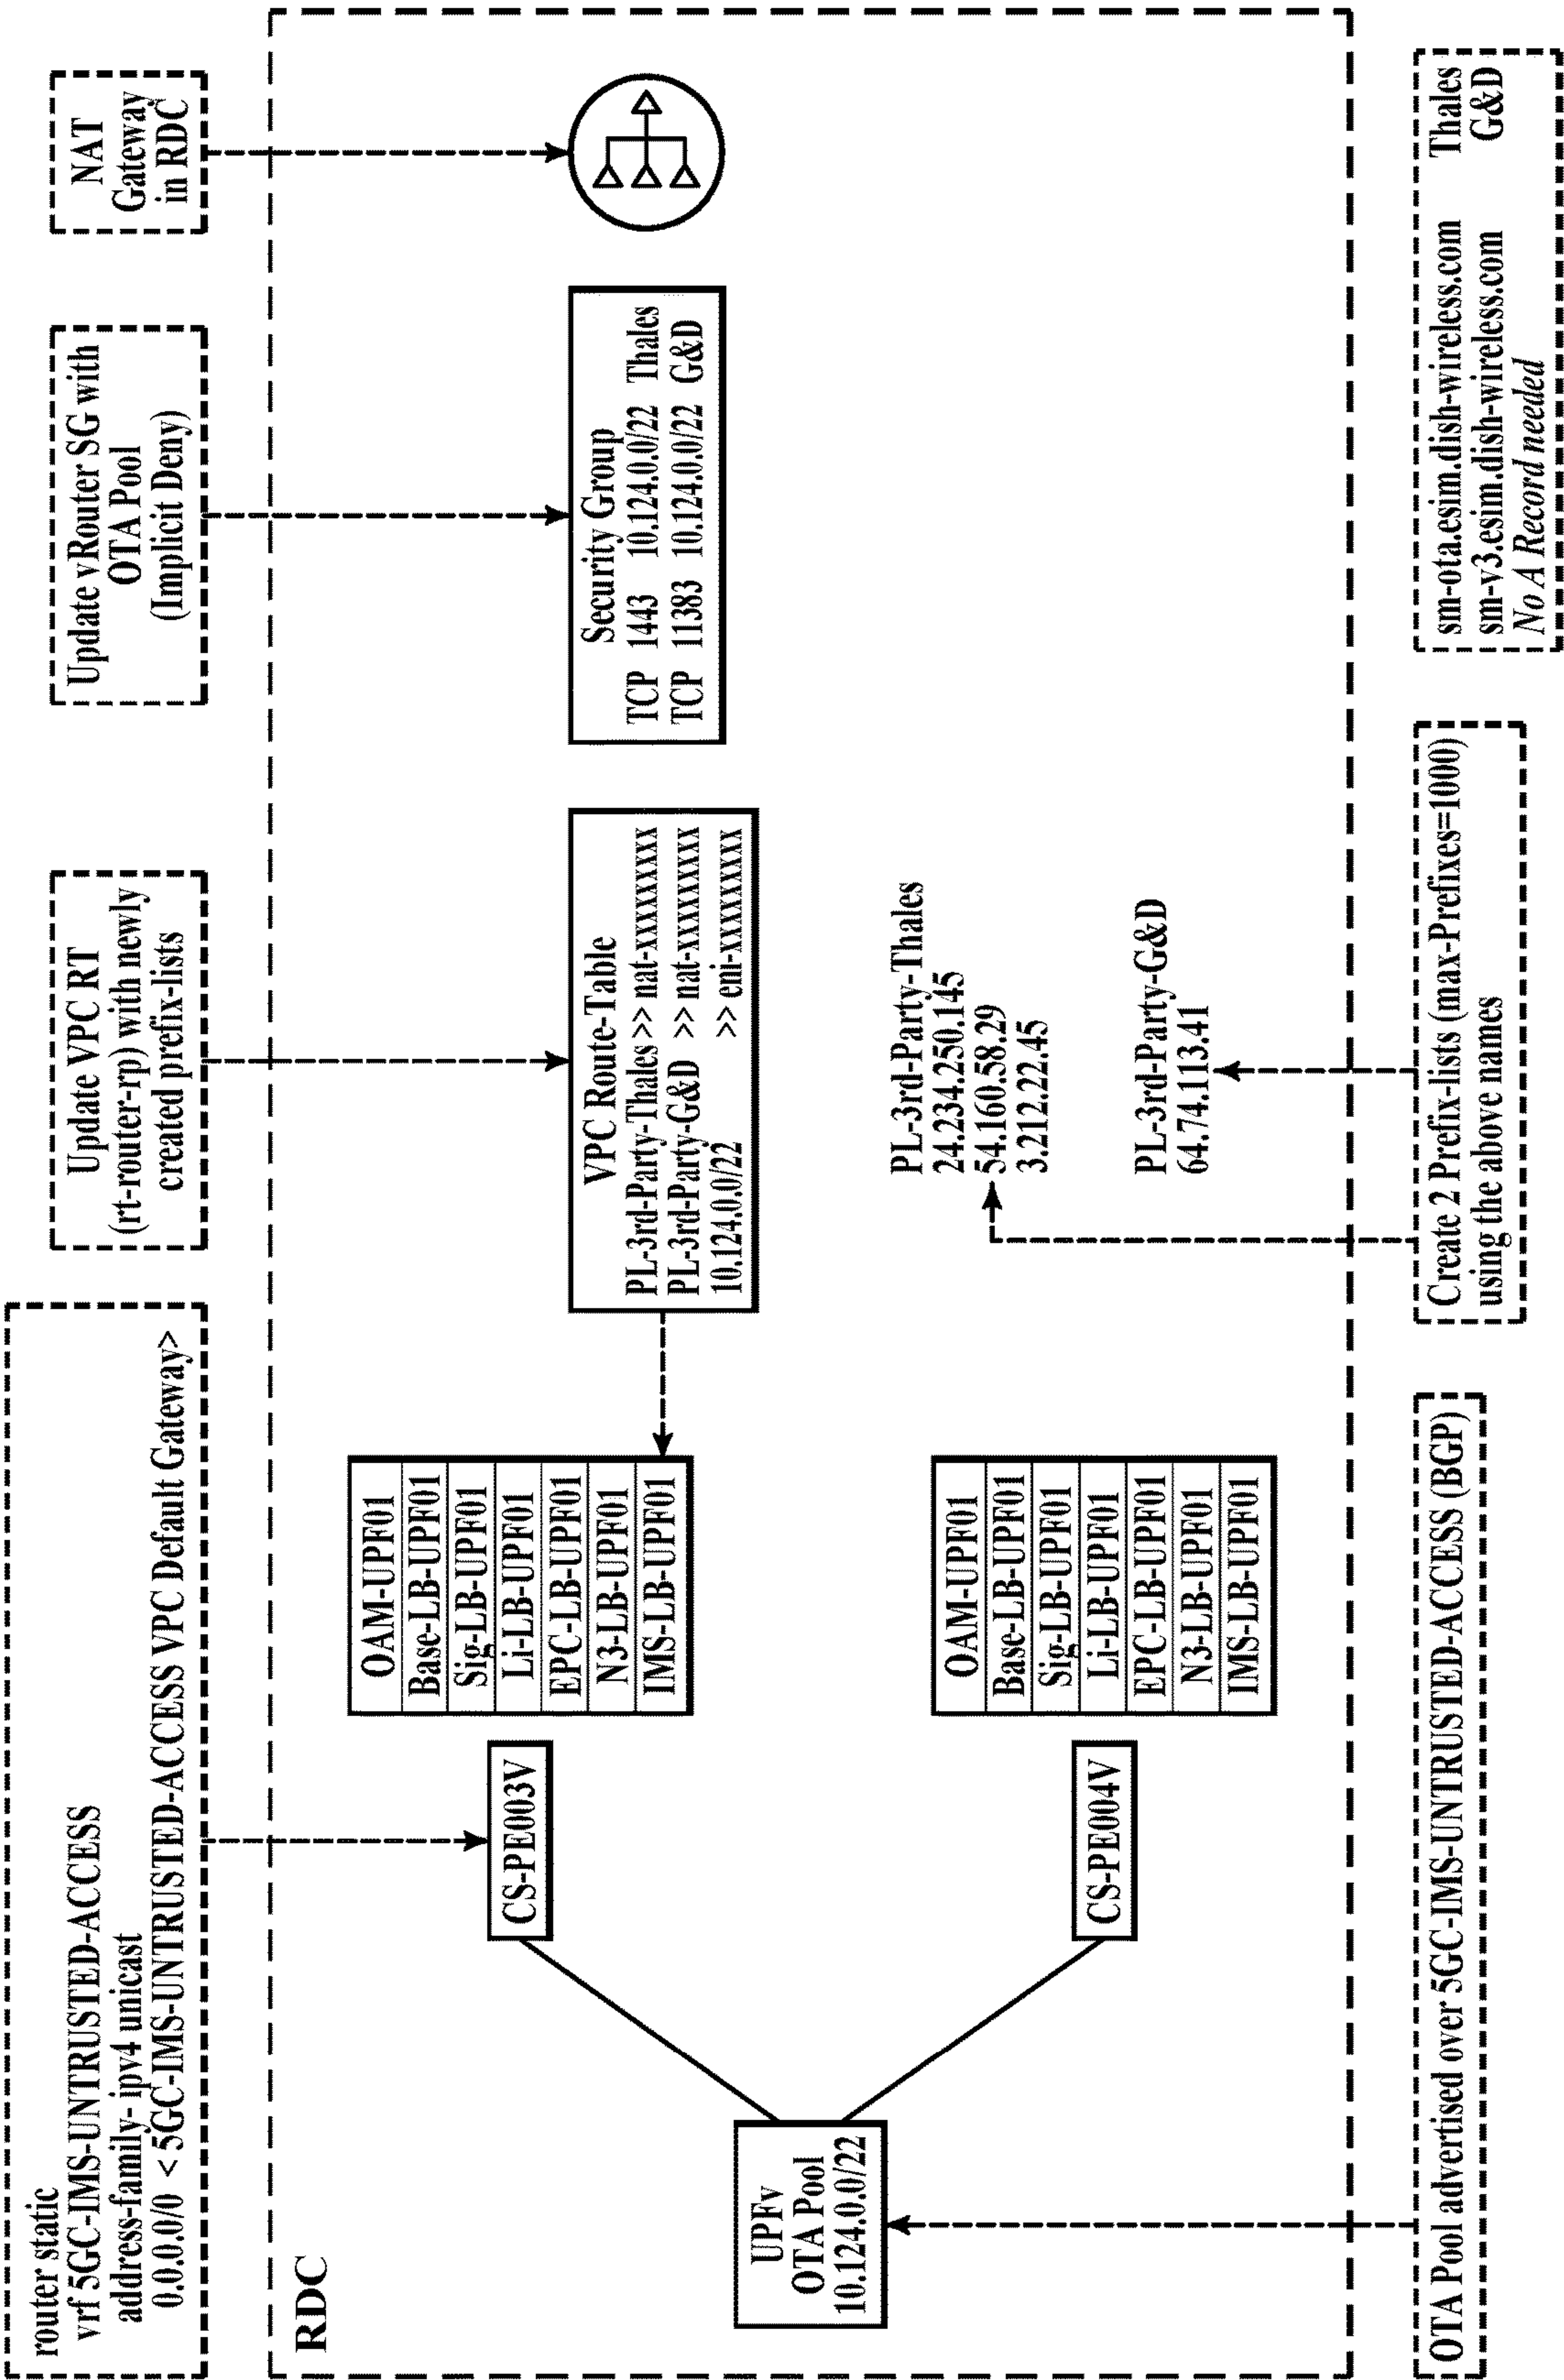 router static
vrf 5GC-IMS-UNTRUSTED-ACCESS
address-family- ipv4 unicast
0.0.0.0/0 < 5GC-IMS-UNTRUSTED-ACCESS VPC Default Gateway>
Update VPC RT
(rt-router-rp) with newly
created prefix-lists
Update vRouter SG with
OTA Pool
(Implicit Deny)
NAT
Gateway
in RDC
RDC
UPFv
OTA Pool
10.124.0.0/22
CS-PE003V
CS-PE004V
OAM-UPF01
Base-LB-UPF01
Sig-LB-UPF01
Li-LB-UPF01
EPC-LB-UPF01
N3-LB-UPF01
IMS-LB-UPF01
OAM-UPF01
Base-LB-UPF01
Sig-LB-UPF01
Li-LB-UPF01
EPC-LB-UPF01
N3-LB-UPF01
IMS-LB-UPF01
VPC Route-Table
PL-3rd-Party-Thales >> nat-xxxxxxxxx
PL-3rd-Party-G&D >> nat-xxxxxxxx
10.124.0.0/22 >> eni-xxxxxxxxx
PL-3rd-Party-Thales
24.234.250.145
54.160.58.29
3.212.22.45
PL-3rd-Party-G&D
64.74.113.41
Security Group
TCP 1443 10.124.0.0/22 Thales
TCP 11383 10.124.0.0/22 G&D
OTA Pool advertised over 5GC-IMS-UNTRUSTED-ACCESS (BGP)
Create 2 Prefix-lists (max-Prefixes=1000)
using the above names
sm-ota.esim.dish-wireless.com Thales
sm-v3.esim.dish-wireless.com G&D
No A Record needed